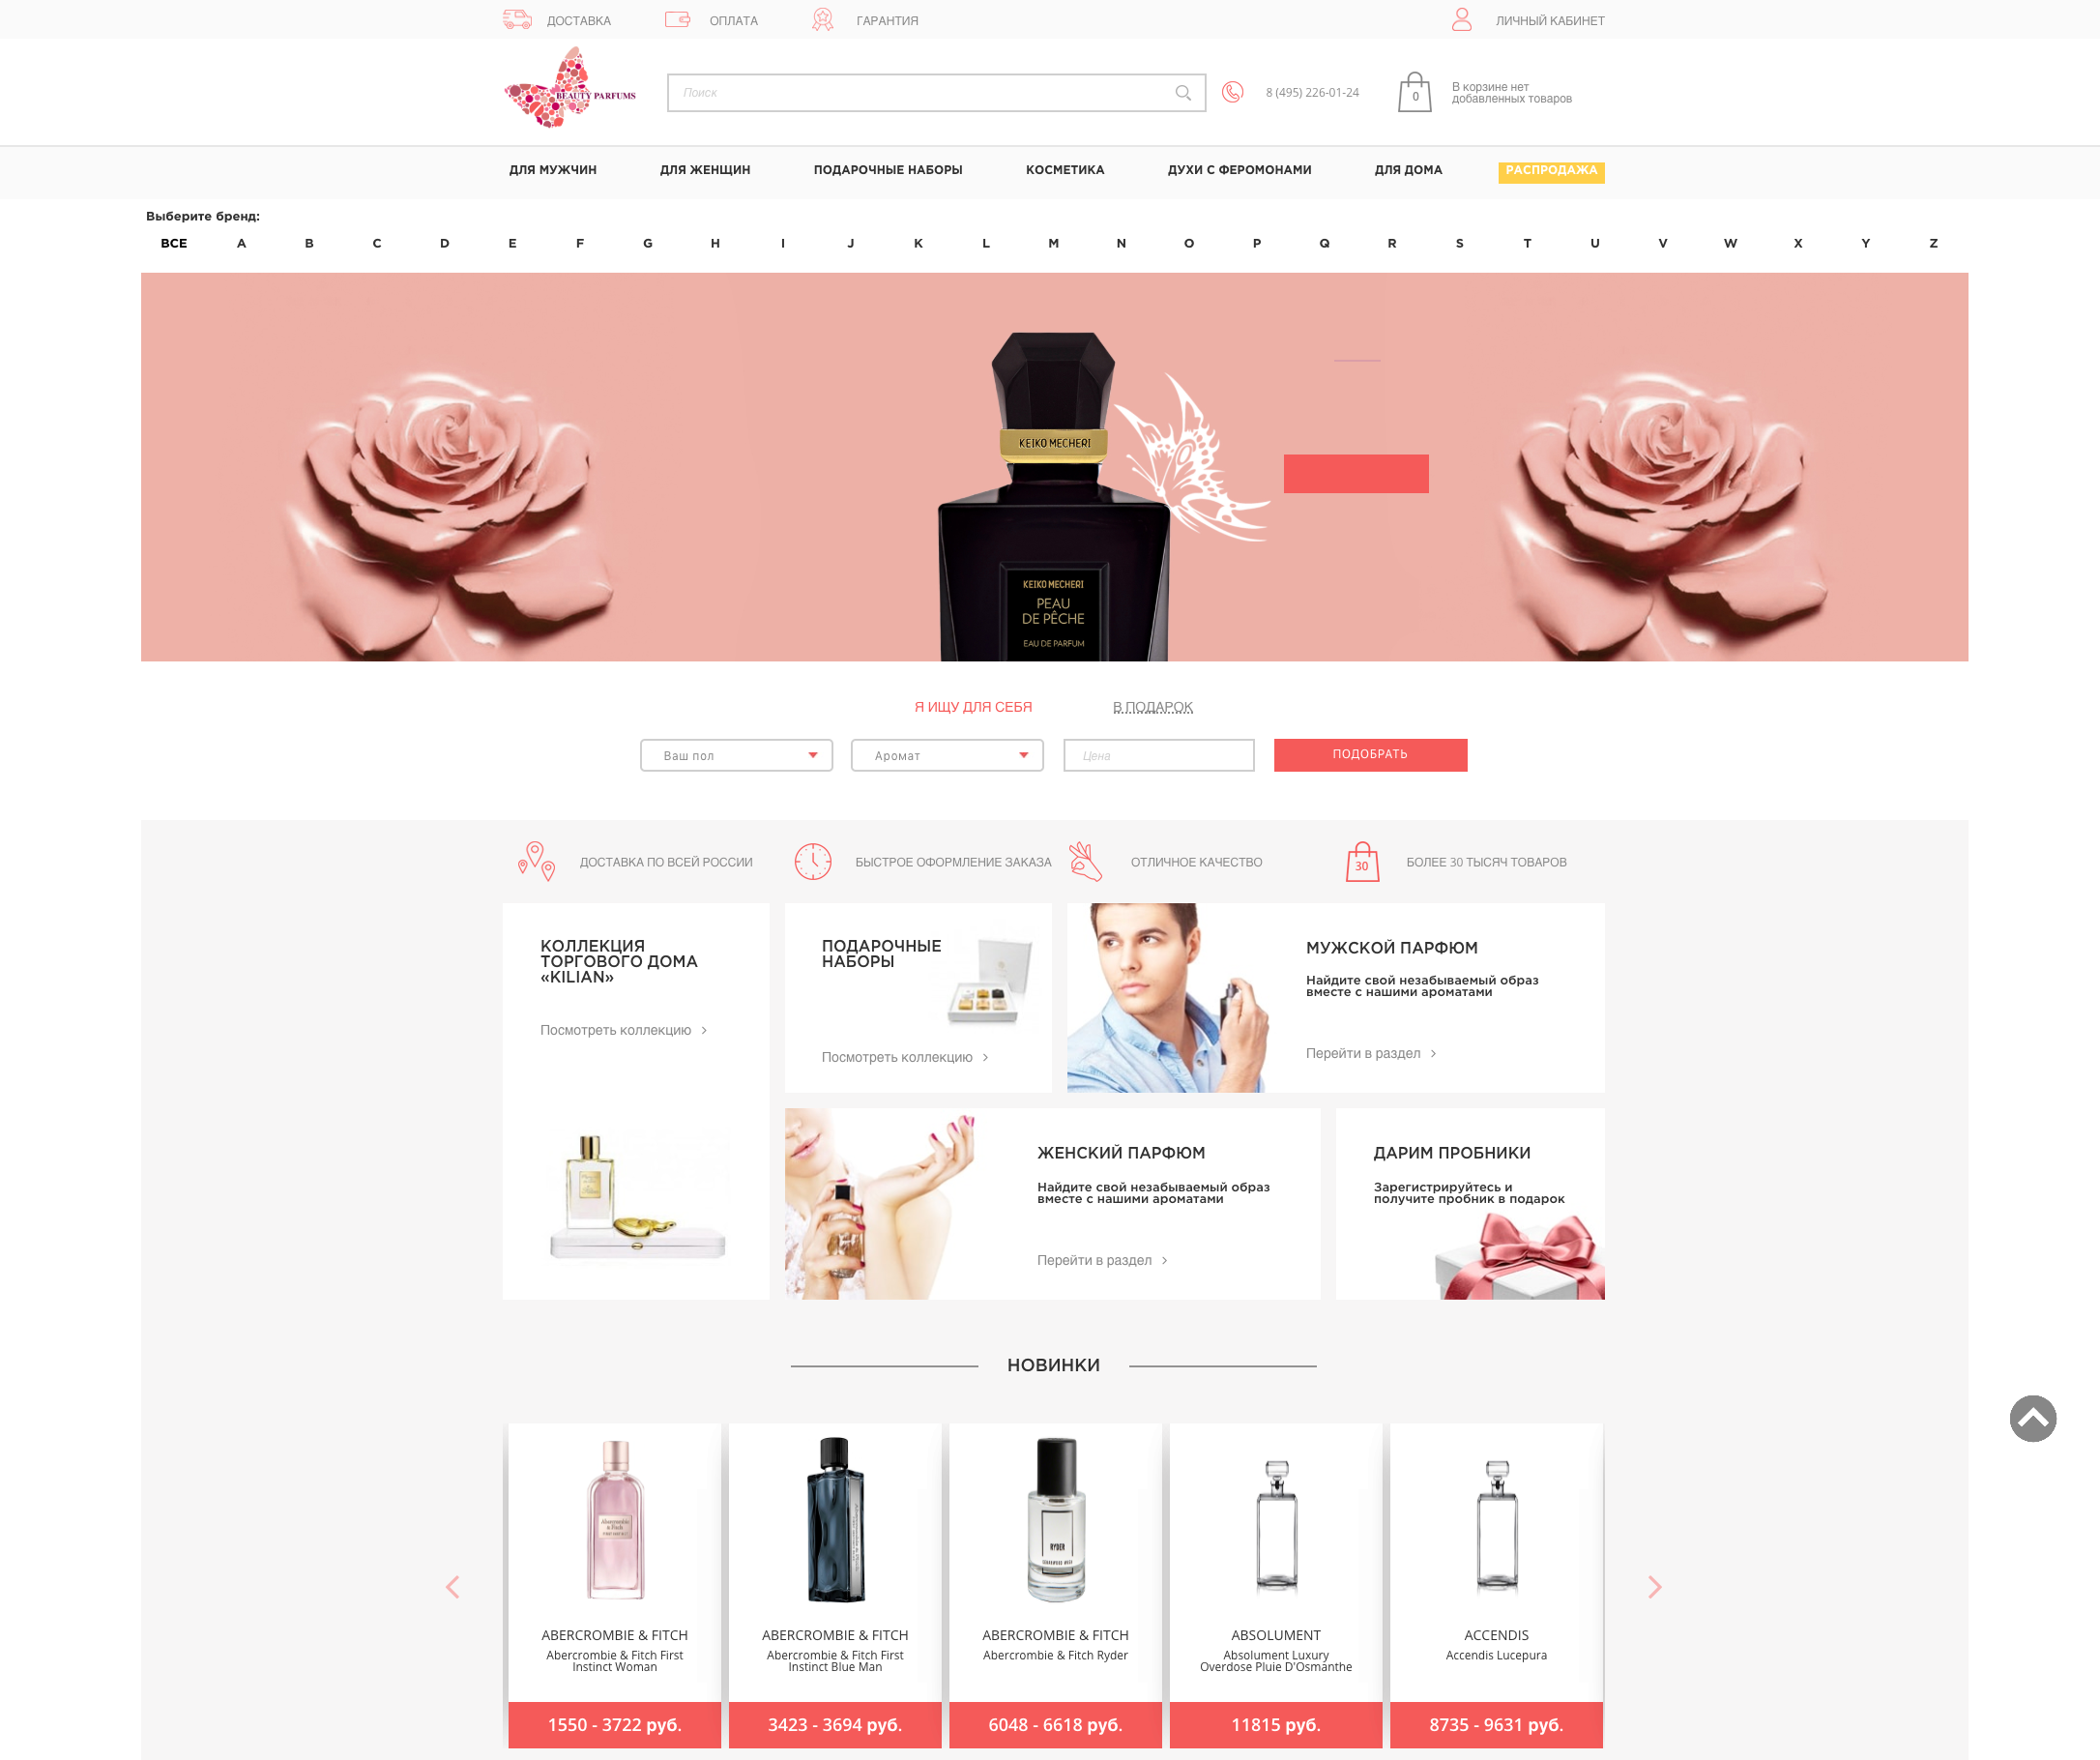 ДОСТАВКА
ОПЛАТА
ГАРАНТИЯ
ЛИЧНЫЙ КАБИНЕТ
BEAUTY PARFUMS
Поиск
8 (495) 226-01-24
0
В корзине нет
добавленных товаров
ДЛЯ МУЖЧИН
ДЛЯ ЖЕНЩИН
ПОДАРОЧНЫЕ НАБОРЫ
КОСМЕТИКА
ДУХИ С ФЕРОМОНАМИ
ДЛЯ ДОМА
РАСПРОДАЖА
Выберите бренд:
ВСЕ A B C D E F G H I J K L M N O P Q R S T U V W X Y Z
KEIKO MECHERI
KEIKO MECHERI
PEAU
DE PÊCHE
EAU DE PARFUM
Я ИЩУ ДЛЯ СЕБЯ
В ПОДАРОК
Ваш пол
Аромат
Цена
ПОДОБРАТЬ
ДОСТАВКА ПО ВСЕЙ РОССИИ
БЫСТРОЕ ОФОРМЛЕНИЕ ЗАКАЗА
ОТЛИЧНОЕ КАЧЕСТВО
30
БОЛЕЕ 30 ТЫСЯЧ ТОВАРОВ
КОЛЛЕКЦИЯ
ТОРГОВОГО ДОМА
«KILIAN»
Посмотреть коллекцию
ПОДАРОЧНЫЕ
НАБОРЫ
Посмотреть коллекцию
МУЖСКОЙ ПАРФЮМ
Найдите свой незабываемый образ
вместе с нашими ароматами
Перейти в раздел
ЖЕНСКИЙ ПАРФЮМ
Найдите свой незабываемый образ
вместе с нашими ароматами
Перейти в раздел
ДАРИМ ПРОБНИКИ
Зарегистрируйтесь и
получите пробник в подарок
НОВИНКИ
Abercrombie
& Fitch
RYDER
ABERCROMBIE & FITCH
Abercrombie & Fitch First
Instinct Woman
1550 - 3722 руб.
ABERCROMBIE & FITCH
Abercrombie & Fitch First
Instinct Blue Man
3423 - 3694 руб.
ABERCROMBIE & FITCH
Abercrombie & Fitch Ryder
6048 - 6618 руб.
ABSOLUMENT
Absolument Luxury
Overdose Pluie D'Osmanthe
11815 руб.
ACCENDIS
Accendis Lucepura
8735 - 9631 руб.